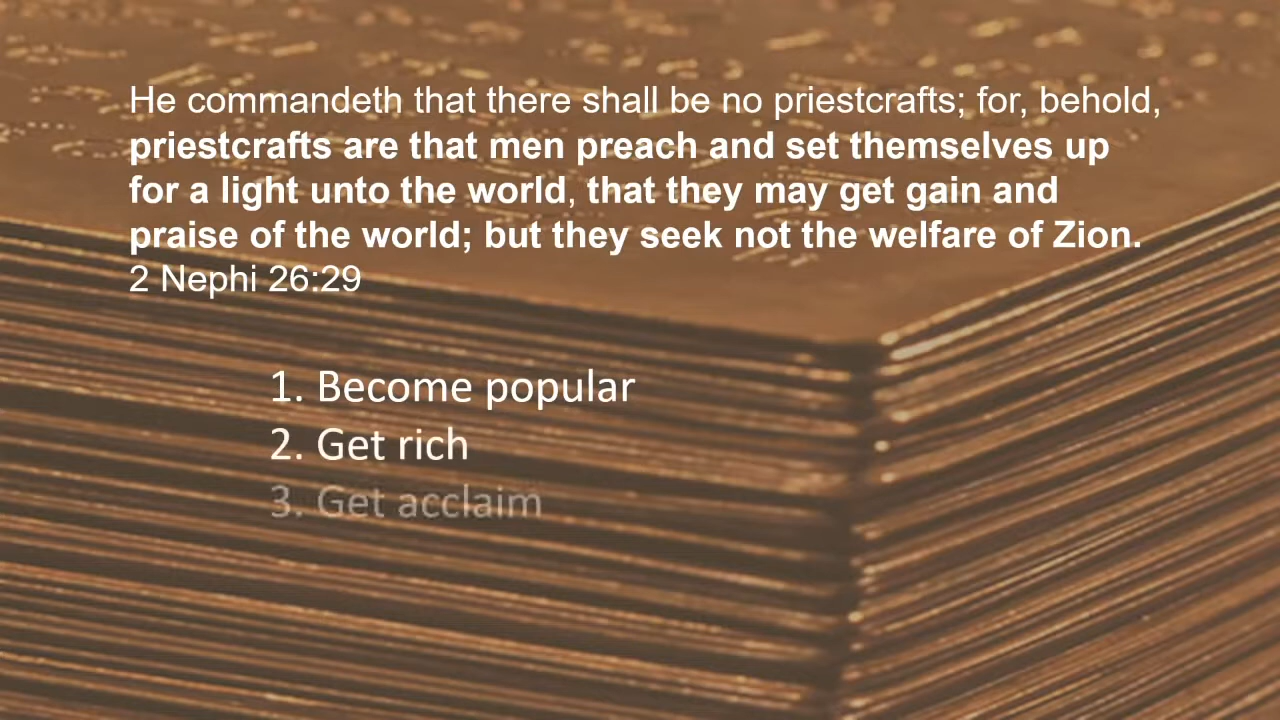 He commandeth that there shall be no priestcrafts; for, behold,
priestcrafts are that men preach and set themselves up
for a light unto the world, that they may get gain and
praise of the world; but they seek not the welfare of Zion.
2 Nephi 26:29
1. Become popular
2. Get rich
3. Get acclaim